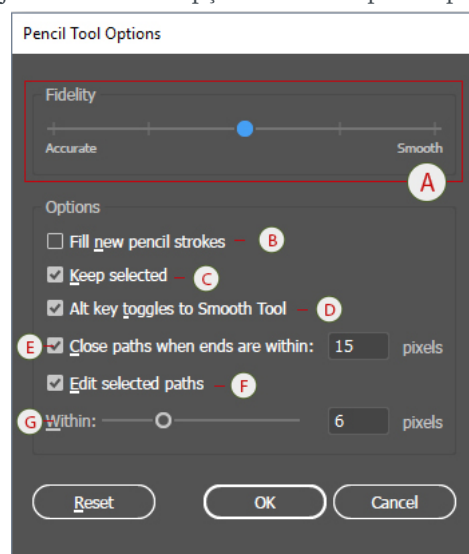 Pencil Tool Options
Fidelity
Accurate Smooth
A
Options
Fill new pencil strokes B
Keep selected C
Alt key toggles to Smooth Tool D
E Close paths when ends are within: 15 pixels
Edit selected paths F
G Within: 6 pixels
Reset OK Cancel